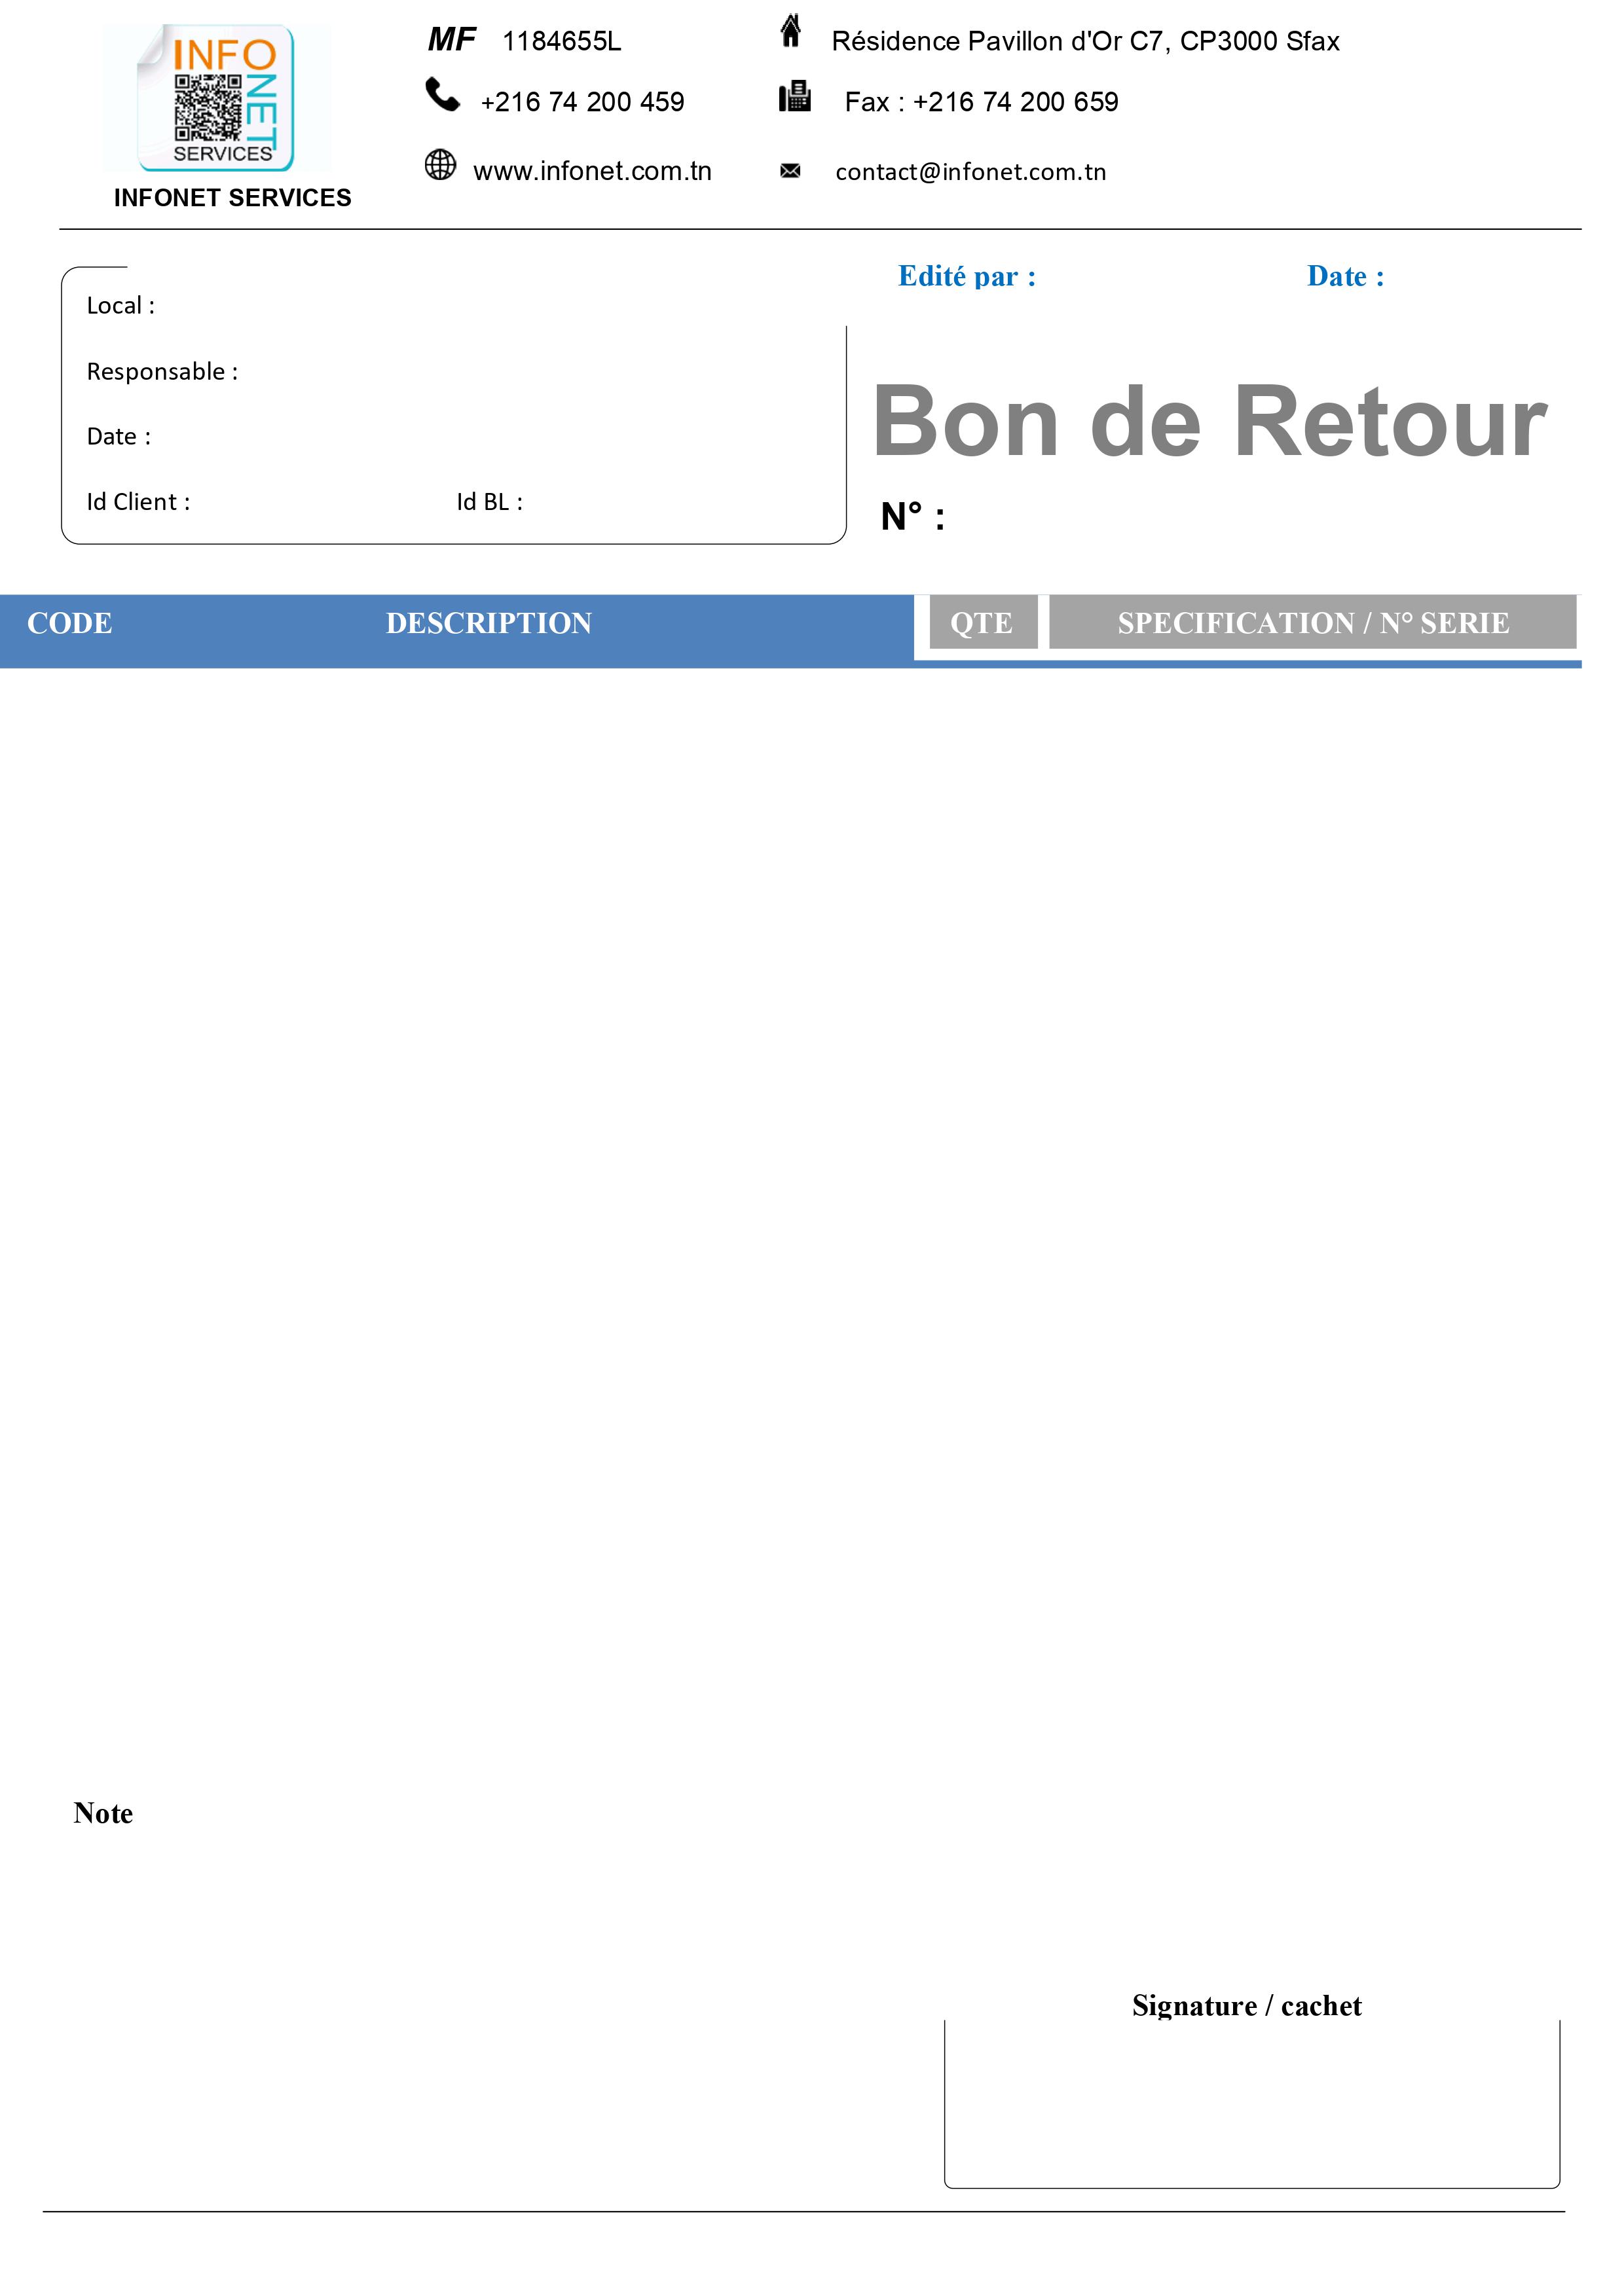 INFO
NET
SERVICES
INFONET SERVICES
MF 1184655L
Résidence Pavillon d'Or C7, CP3000 Sfax
+216 74 200 459
Fax : +216 74 200 659
www.infonet.com.tn
contact@infonet.com.tn
Edité par :
Date :
Local :
Responsable :
Date :
Id Client :
Id BL :
Bon de Retour
N° :
CODE DESCRIPTION QTE SPECIFICATION / N° SERIE
Note
Signature / cachet